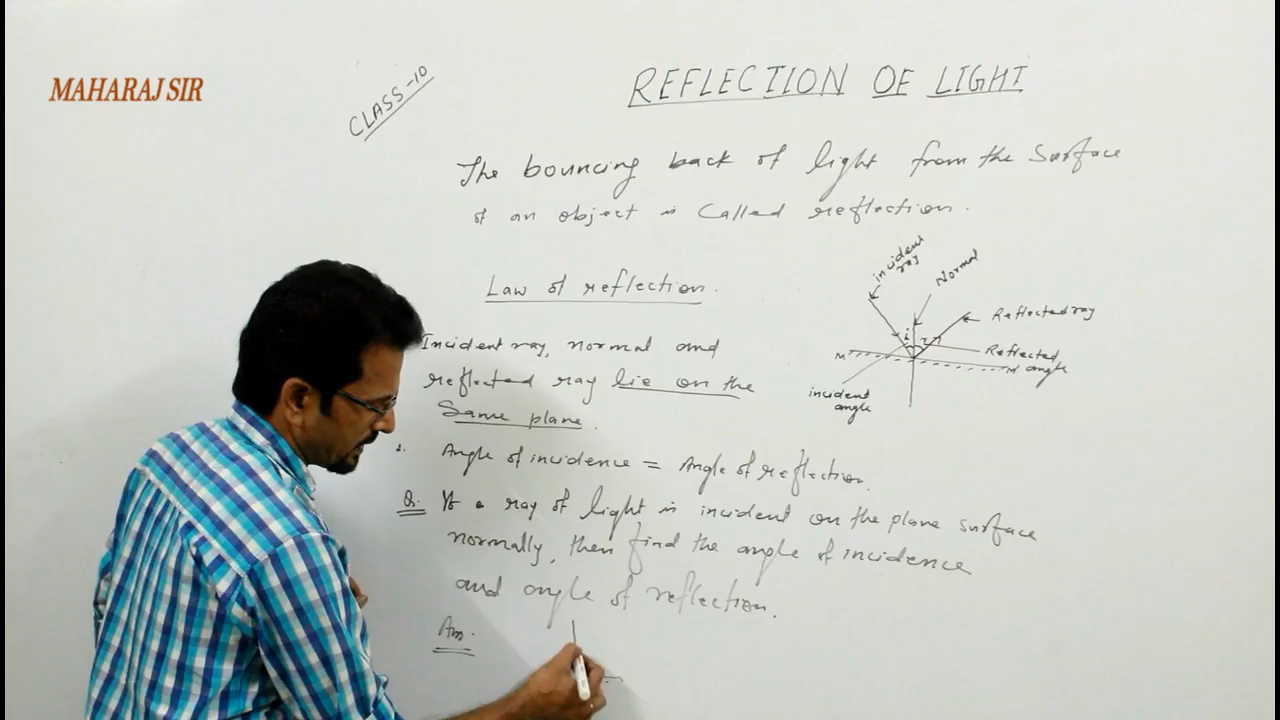 MAHARAJ SIR
CLASS-10
REFLECTION OF LIGHT
The bouncing back of light from the surface
of an object is called reflection.
Law of reflection.
Incident ray, normal and
reflected ray lie on the
Same plane.
2. Angle of incidence = Angle of reflection.
Q. If a ray of light is incident on the plane surface
normally, then find the angle of incidence
and angle of reflection.
Ans.
incident
ray
Normal
Reflected ray
i
r
M
M'
Reflected
angle
incident
angle